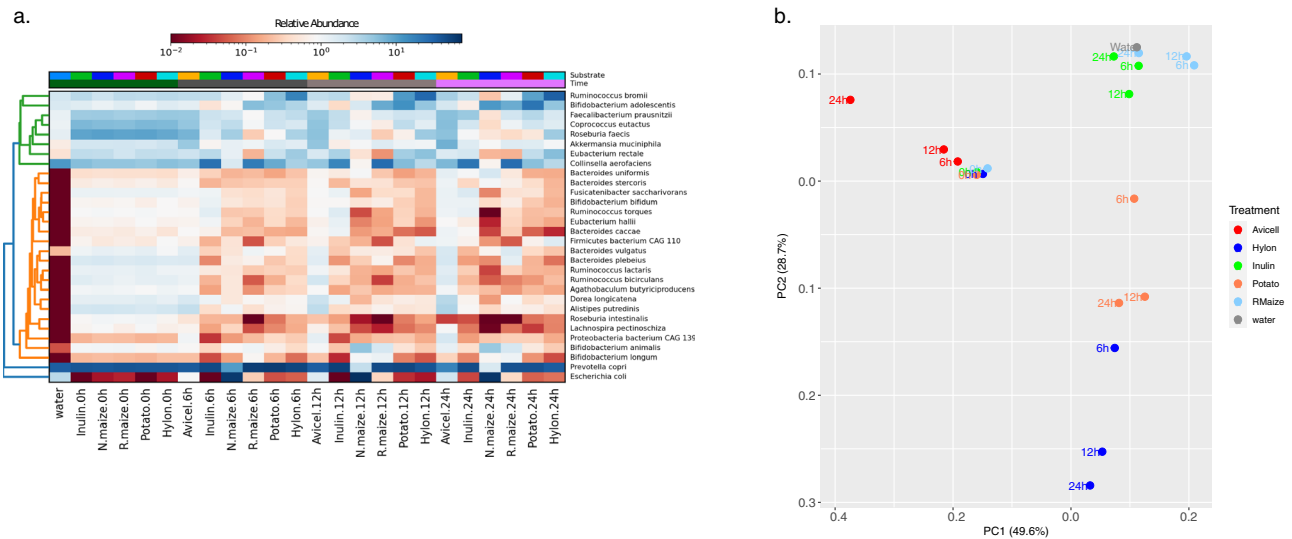 a.
Relative Abundance
10⁻² 10⁻¹ 10⁰ 10¹
Substrate
Time
Ruminococcus bromii
Bifidobacterium adolescentis
Faecalibacterium prausnitzii
Coprococcus eutactus
Roseburia faecis
Akkermansia muciniphila
Eubacterium rectale
Collinsella aerofaciens
Bacteroides uniformis
Bacteroides stercoris
Fusicatenibacter saccharivorans
Bifidobacterium bifidum
Ruminococcus torques
Eubacterium hallii
Bacteroides caccae
Firmicutes bacterium CAG 110
Bacteroides vulgatus
Bacteroides plebeius
Ruminococcus lactaris
Ruminococcus bicirculans
Agathobaculum butyriciproducens
Dorea longicatena
Alistipes putredinis
Roseburia intestinalis
Lachnospira pectinoschiza
Proteobacteria bacterium CAG 139
Bifidobacterium animalis
Bifidobacterium longum
Prevotella copri
Escherichia coli
water
Inulin.0h
N.maize.0h
R.maize.0h
Potato.0h
Hylon.0h
Avicel.6h
Inulin.6h
N.maize.6h
R.maize.6h
Potato.6h
Hylon.6h
Avicel.12h
Inulin.12h
N.maize.12h
R.maize.12h
Potato.12h
Hylon.12h
Avicel.24h
Inulin.24h
N.maize.24h
R.maize.24h
Potato.24h
Hylon.24h
b.
Water
24h 24h 12h
6h 6h
0.1
24h
12h
12h
6h
0h
0.0
6h
24h 12h
0.1
6h
0.2
12h
24h
0.3
0.4 0.2 0.0 0.2
PC1 (49.6%)
PC2 (28.7%)
Treatment
Avicell
Hylon
Inulin
Potato
RMaize
water